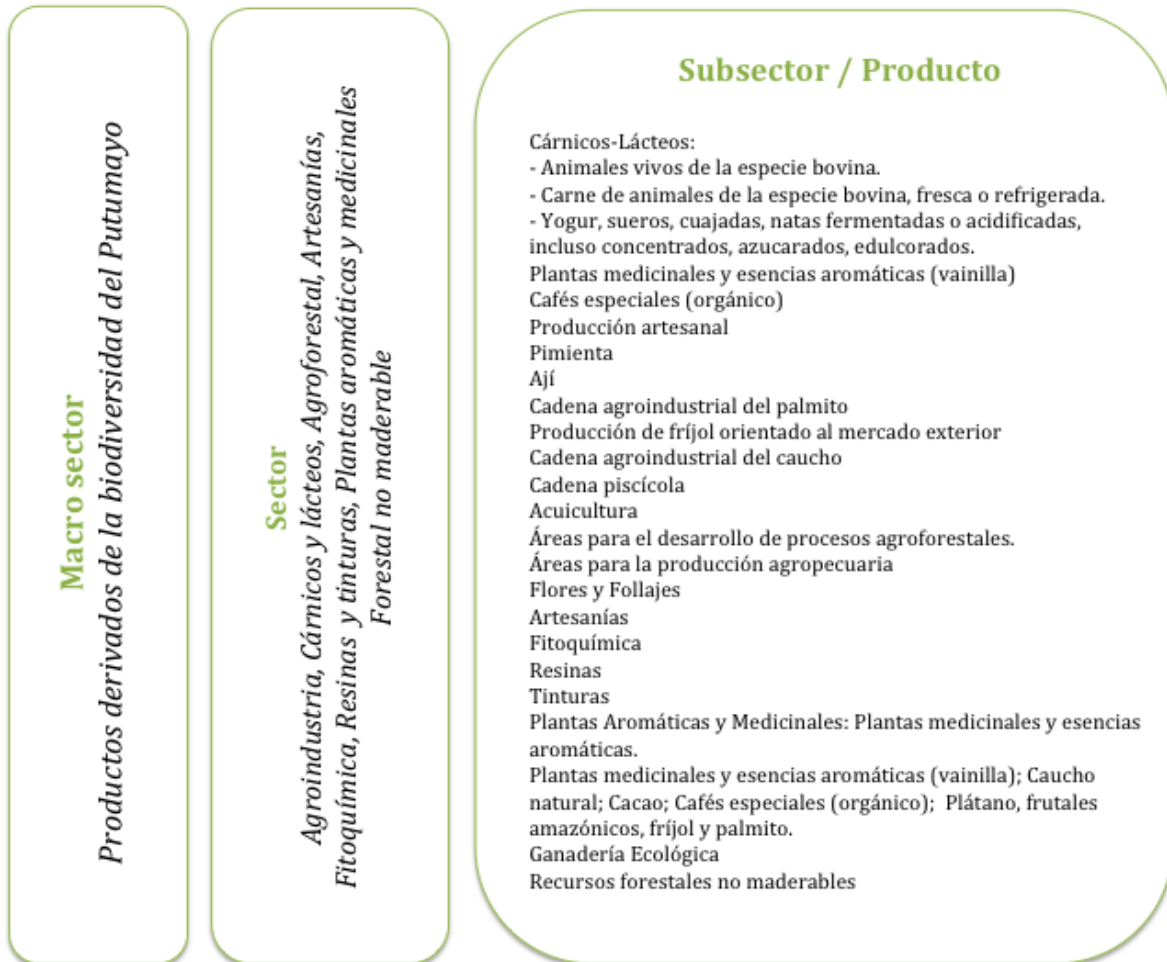 Macro sector
Productos derivados de la biodiversidad del Putumayo
Sector
Agroindustria, Cárnicos y lácteos, Agroforestal, Artesanías,
Fitoquímica, Resinas y tinturas, Plantas aromáticas y medicinales
Forestal no maderable
Subsector / Producto
Cárnicos-Lácteos:
- Animales vivos de la especie bovina.
- Carne de animales de la especie bovina, fresca o refrigerada.
- Yogur, sueros, cuajadas, natas fermentadas o acidificadas,
incluso concentrados, azucarados, edulcorados.
Plantas medicinales y esencias aromáticas (vainilla)
Cafés especiales (orgánico)
Producción artesanal
Pimienta
Ají
Cadena agroindustrial del palmito
Producción de fríjol orientado al mercado exterior
Cadena agroindustrial del caucho
Cadena piscícola
Acuicultura
Áreas para el desarrollo de procesos agroforestales.
Áreas para la producción agropecuaria
Flores y Follajes
Artesanías
Fitoquímica
Resinas
Tinturas
Plantas Aromáticas y Medicinales: Plantas medicinales y esencias
aromáticas.
Plantas medicinales y esencias aromáticas (vainilla); Caucho
natural; Cacao; Cafés especiales (orgánico); Plátano, frutales
amazónicos, fríjol y palmito.
Ganadería Ecológica
Recursos forestales no maderables